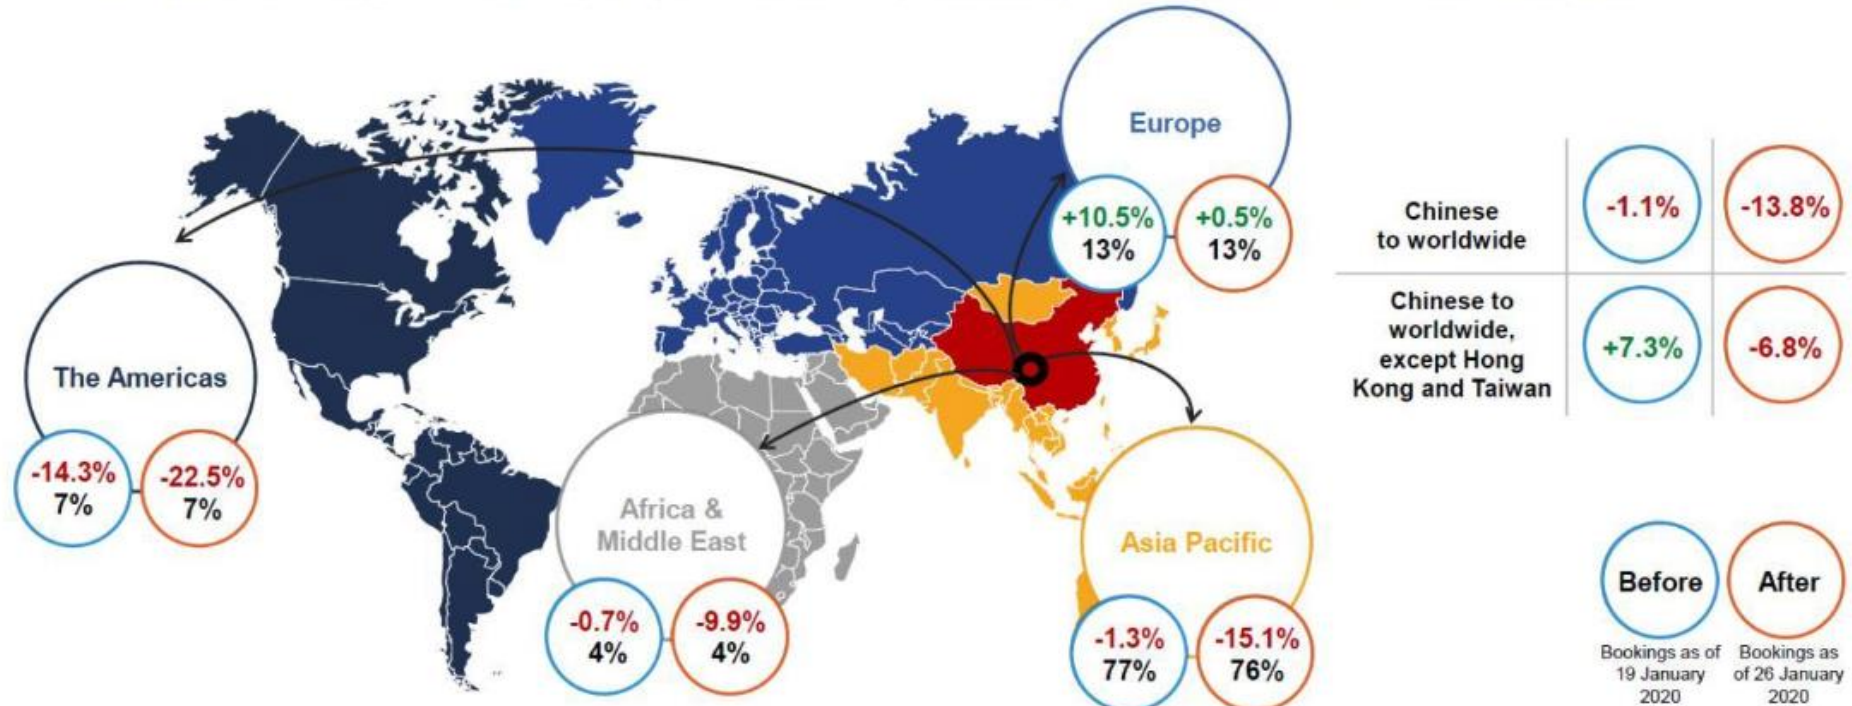 Europe
+10.5%
13%
+0.5%
13%
The Americas
-14.3%
7%
-22.5%
7%
Africa &
Middle East
-0.7%
4%
-9.9%
4%
Asia Pacific
-1.3%
77%
-15.1%
76%
Chinese
to worldwide
-1.1%
-13.8%
Chinese to
worldwide,
except Hong
Kong and Taiwan
+7.3%
-6.8%
Before
Bookings as of
19 January
2020
After
Bookings as
of 26 January
2020